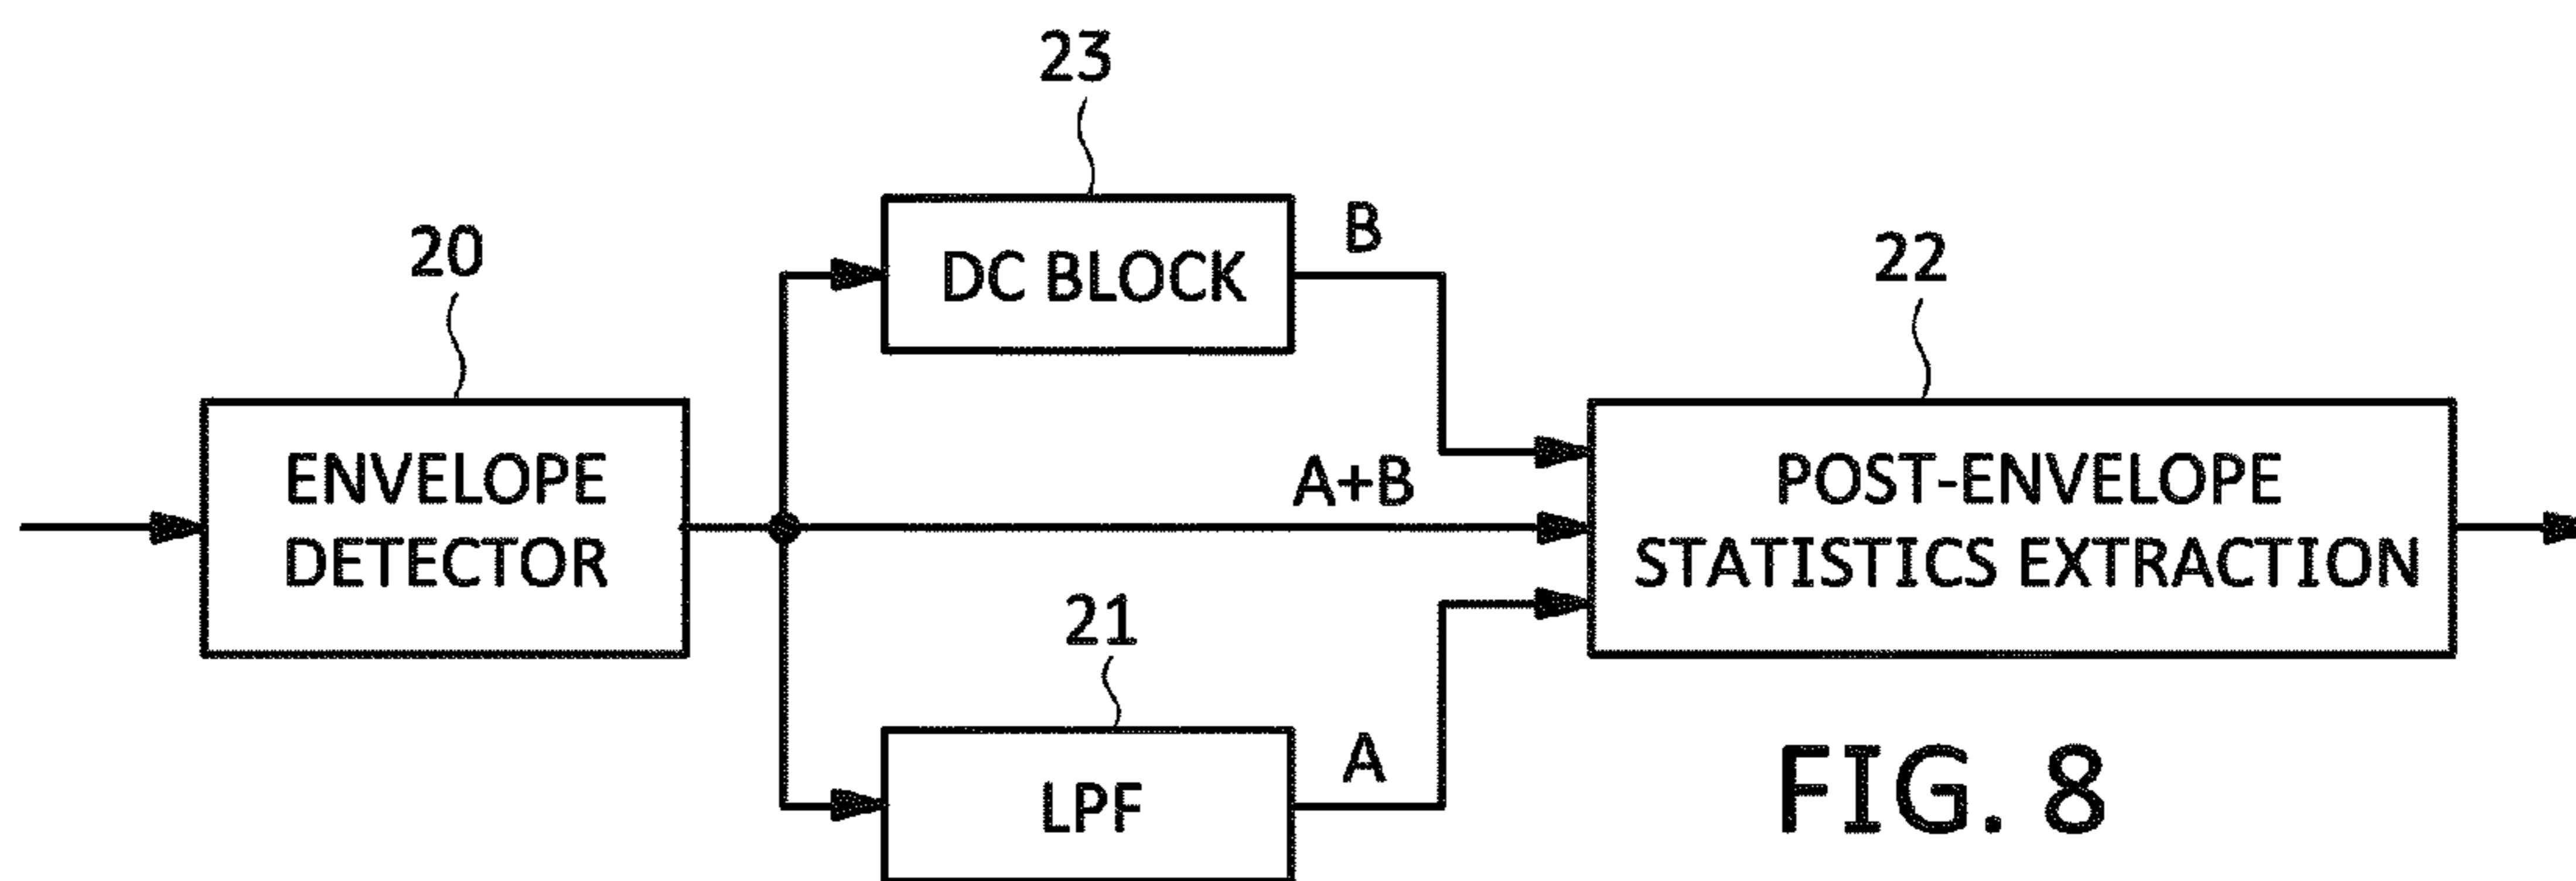 23
DC BLOCK
B
20
ENVELOPE
DETECTOR
A+B
22
POST-ENVELOPE
STATISTICS EXTRACTION
21
LPF
A
FIG. 8